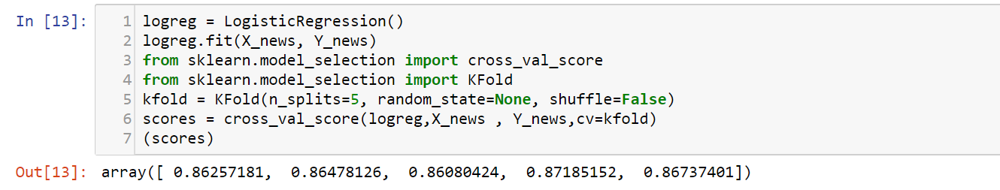 In [13]:
1 logreg = LogisticRegression()
2 logreg.fit(X_news, Y_news)
3 from sklearn.model_selection import cross_val_score
4 from sklearn.model_selection import KFold
5 kfold = KFold(n_splits=5, random_state=None, shuffle=False)
6 scores = cross_val_score(logreg,X_news , Y_news,cv=kfold)
7 (scores)
Out[13]: array([ 0.86257181,  0.86478126,  0.86080424,  0.87185152,  0.86737401])